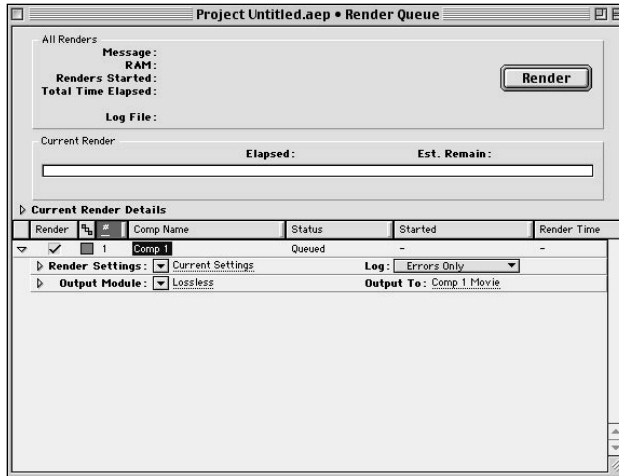 Project Untitled.aep • Render Queue
All Renders
Message:
RAM:
Renders Started:
Total Time Elapsed:
Log File:
Render
Current Render
Elapsed: Est. Remain:
Current Render Details
Render # Comp Name Status Started Render Time
1 Comp 1 Queued - -
Render Settings: Current Settings Log: Errors Only
Output Module: Lossless Output To: Comp 1 Movie